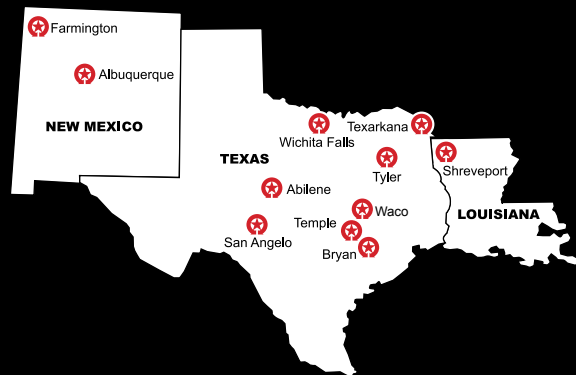 Farmington
Albuquerque
NEW MEXICO
Texarkana
Wichita Falls
TEXAS
Tyler
Shreveport
Abilene
Waco
LOUISIANA
Temple
San Angelo
Bryan